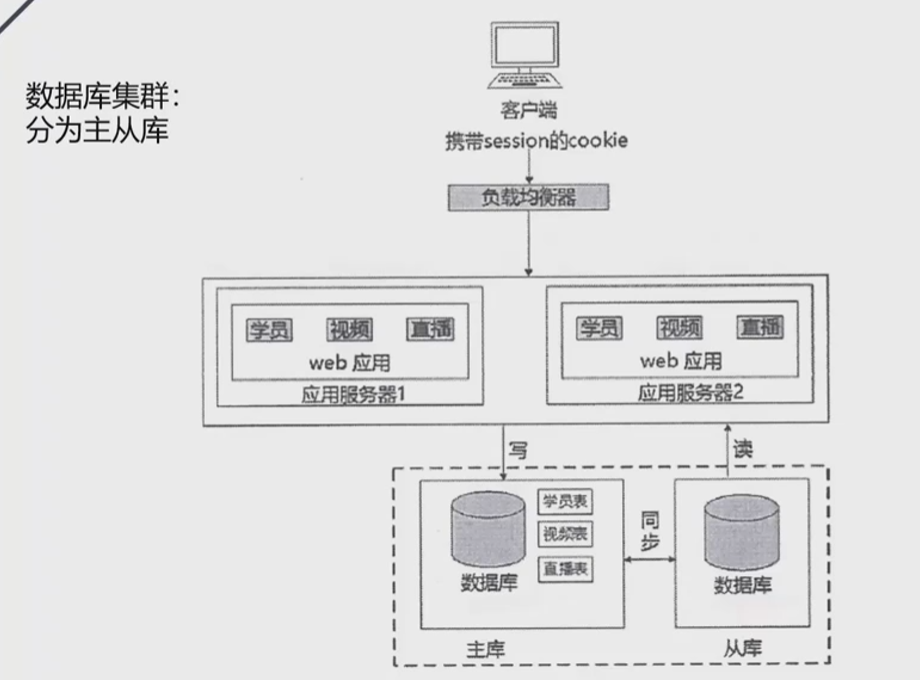 数据库集群：
分为主从库
客户端
携带session的cookie
负载均衡器
学员 视频 直播
web 应用
应用服务器1
学员 视频 直播
web 应用
应用服务器2
写
读
学员表
视频表
直播表
数据库
主库
同步
数据库
从库